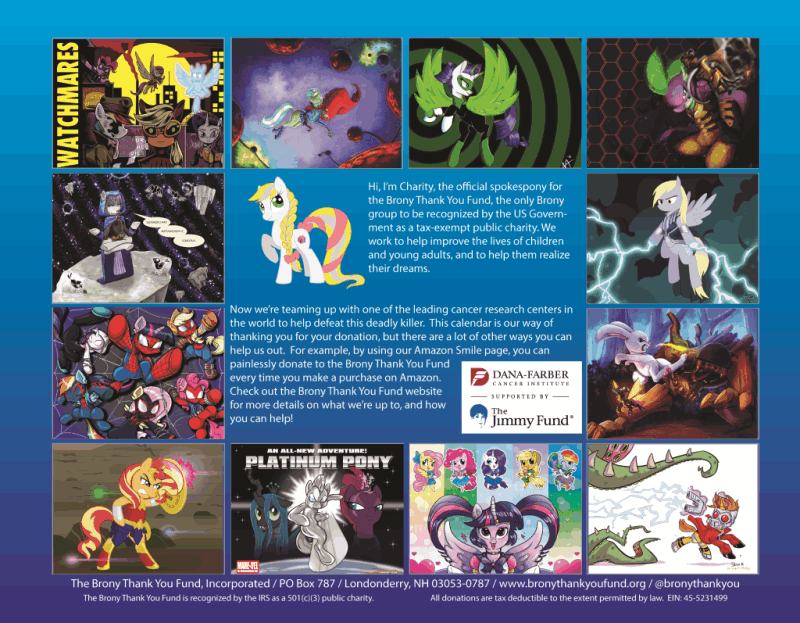 WATCHMARES
Hi, I'm Charity, the official spokespony for
the Brony Thank You Fund, the only Brony
group to be recognized by the US Govern-
ment as a tax-exempt public charity. We
work to help improve the lives of children
and young adults, and to help them realize
their dreams.
Now we're teaming up with one of the leading cancer research centers in
the world to help defeat this deadly killer. This calendar is our way of
thanking you for your donation, but there are a lot of other ways you can
help us out. For example, by using our Amazon Smile page, you can
painlessly donate to the Brony Thank You Fund
every time you make a purchase on Amazon.
Check out the Brony Thank You Fund website
for more details on what we're up to, and how
you can help!
DANA-FARBER
CANCER INSTITUTE
SUPPORTED BY
The
Jimmy Fund®
AN ALL-NEW ADVENTURE!
PLATINUM PONY
MARE-VEL
The Brony Thank You Fund, Incorporated / PO Box 787 / Londonderry, NH 03053-0787 / www.bronythankyoufund.org / @bronythankyou
The Brony Thank You Fund is recognized by the IRS as a 501(c)(3) public charity.
All donations are tax deductible to the extent permitted by law. EIN: 45-5231499